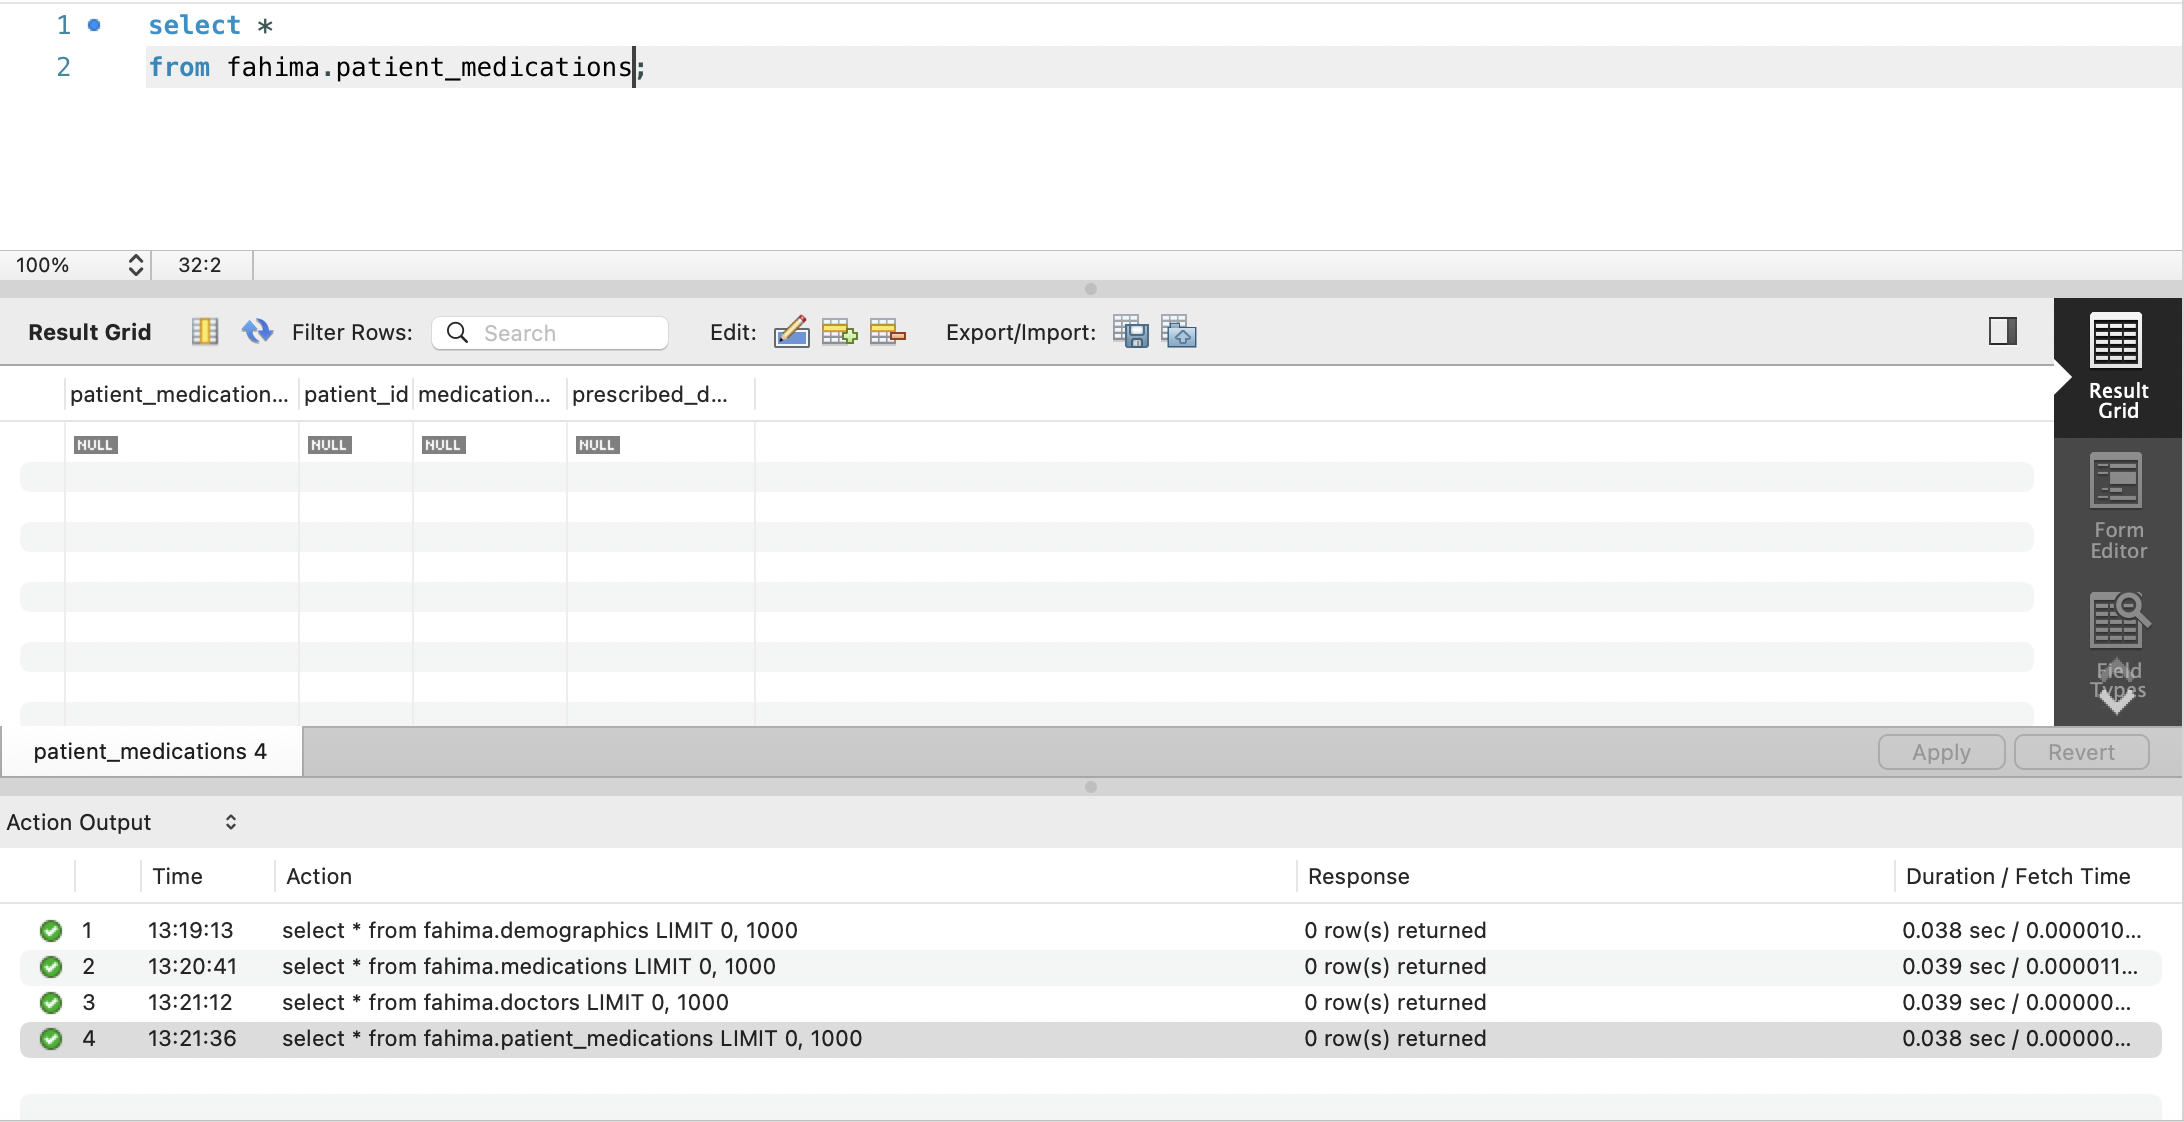 1 select *
2 from fahima.patient_medications;
100% 32:2
Result Grid Filter Rows: Search Edit: Export/Import:
Result Grid
Form Editor
Field Types
patient_medication... patient_id medication... prescribed_d...
NULL NULL NULL NULL
patient_medications 4 Apply Revert
Action Output
Time Action Response Duration / Fetch Time
1 13:19:13 select * from fahima.demographics LIMIT 0, 1000 0 row(s) returned 0.038 sec / 0.000010...
2 13:20:41 select * from fahima.medications LIMIT 0, 1000 0 row(s) returned 0.039 sec / 0.000011...
3 13:21:12 select * from fahima.doctors LIMIT 0, 1000 0 row(s) returned 0.039 sec / 0.00000...
4 13:21:36 select * from fahima.patient_medications LIMIT 0, 1000 0 row(s) returned 0.038 sec / 0.00000...